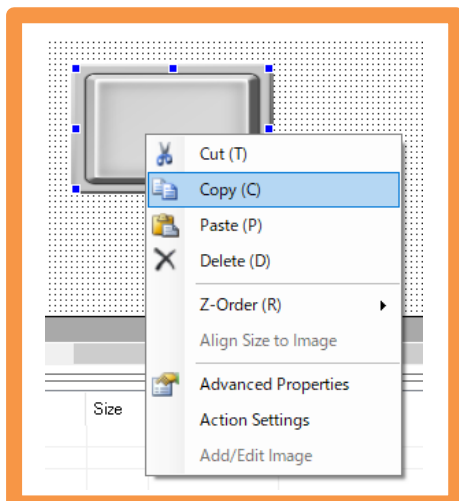 Cut (T)
Copy (C)
Paste (P)
Delete (D)
Z-Order (R)
Align Size to Image
Size
Advanced Properties
Action Settings
Add/Edit Image